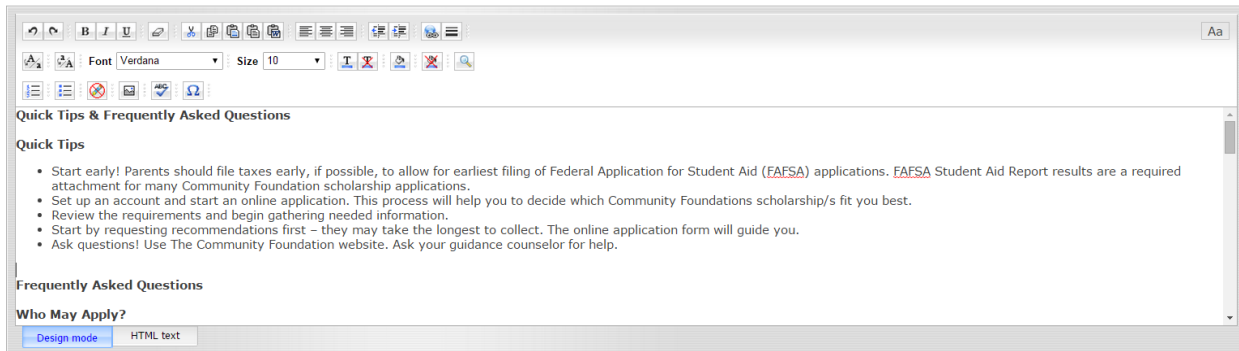 B I U
Aa
Font Verdana Size 10 T
ABC Ω
Quick Tips & Frequently Asked Questions
Quick Tips
• Start early! Parents should file taxes early, if possible, to allow for earliest filing of Federal Application for Student Aid (FAFSA) applications. FAFSA Student Aid Report results are a required
attachment for many Community Foundation scholarship applications.
• Set up an account and start an online application. This process will help you to decide which Community Foundations scholarship/s fit you best.
• Review the requirements and begin gathering needed information.
• Start by requesting recommendations first – they may take the longest to collect. The online application form will guide you.
• Ask questions! Use The Community Foundation website. Ask your guidance counselor for help.
Frequently Asked Questions
Who May Apply?
Design mode HTML text